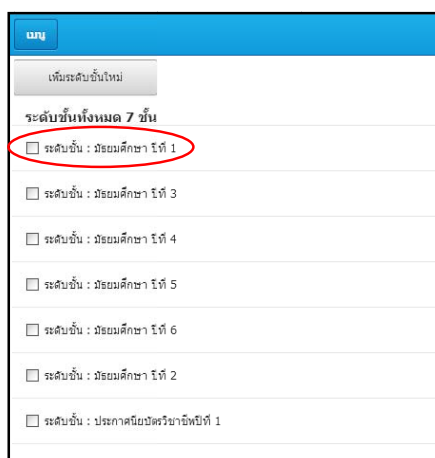 เมนู
เพิ่มระดับชั้นใหม่
ระดับชั้นทั้งหมด 7 ชั้น
ระดับชั้น : มัธยมศึกษา ปีที่ 1
ระดับชั้น : มัธยมศึกษา ปีที่ 3
ระดับชั้น : มัธยมศึกษา ปีที่ 4
ระดับชั้น : มัธยมศึกษา ปีที่ 5
ระดับชั้น : มัธยมศึกษา ปีที่ 6
ระดับชั้น : มัธยมศึกษา ปีที่ 2
ระดับชั้น : ประกาศนียบัตรวิชาชีพปีที่ 1